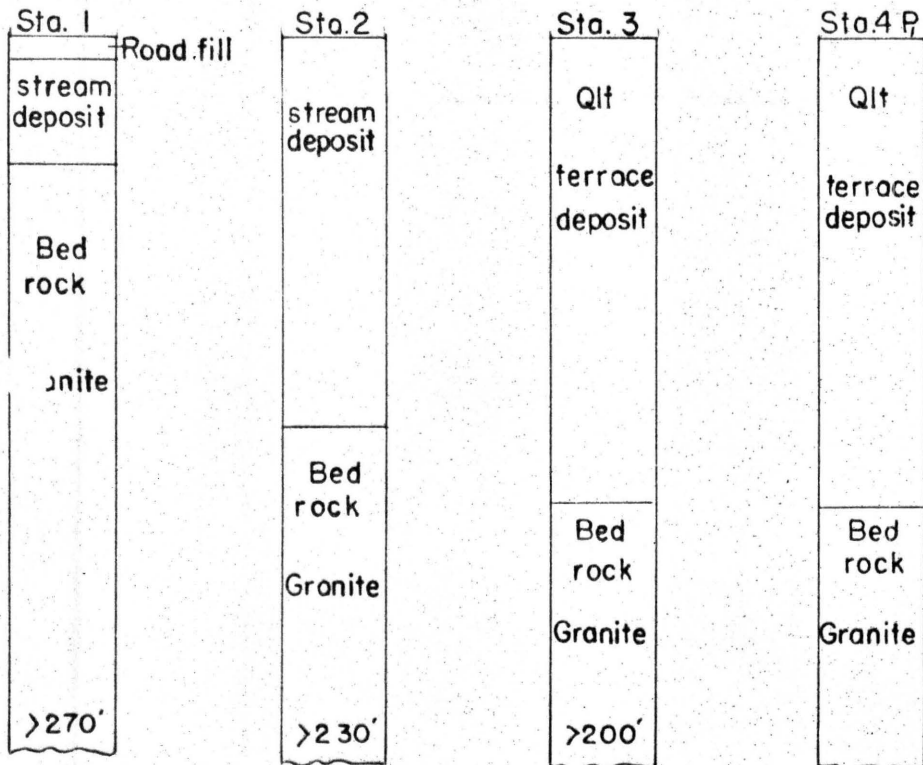 Sta. 1
Road fill
stream
deposit
Bed
rock
nite
>270'
Sta. 2
stream
deposit
Bed
rock
Granite
>230'
Sta. 3
Qlt
terrace
deposit
Bed
rock
Granite
>200'
Sta. 4 P,
Qlt
terrace
deposit
Bed
rock
Granite